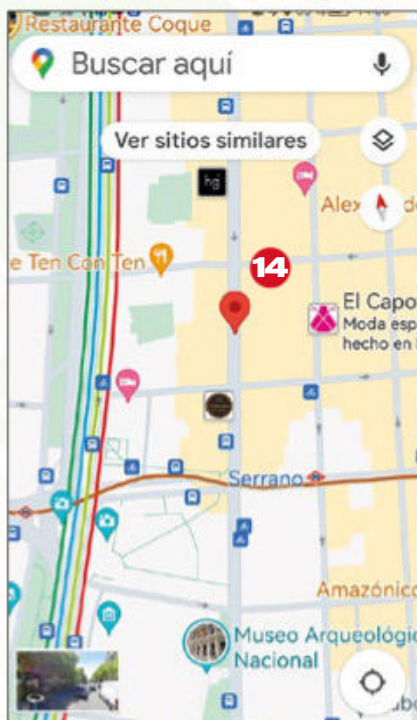 Restaurante Coque
Buscar aquí
Ver sitios similares
hg
Alex
de
e Ten Con Ten
14
El Capo
Moda esp
hecho en
Serrano
Amazónico
Museo Arqueológic
Nacional